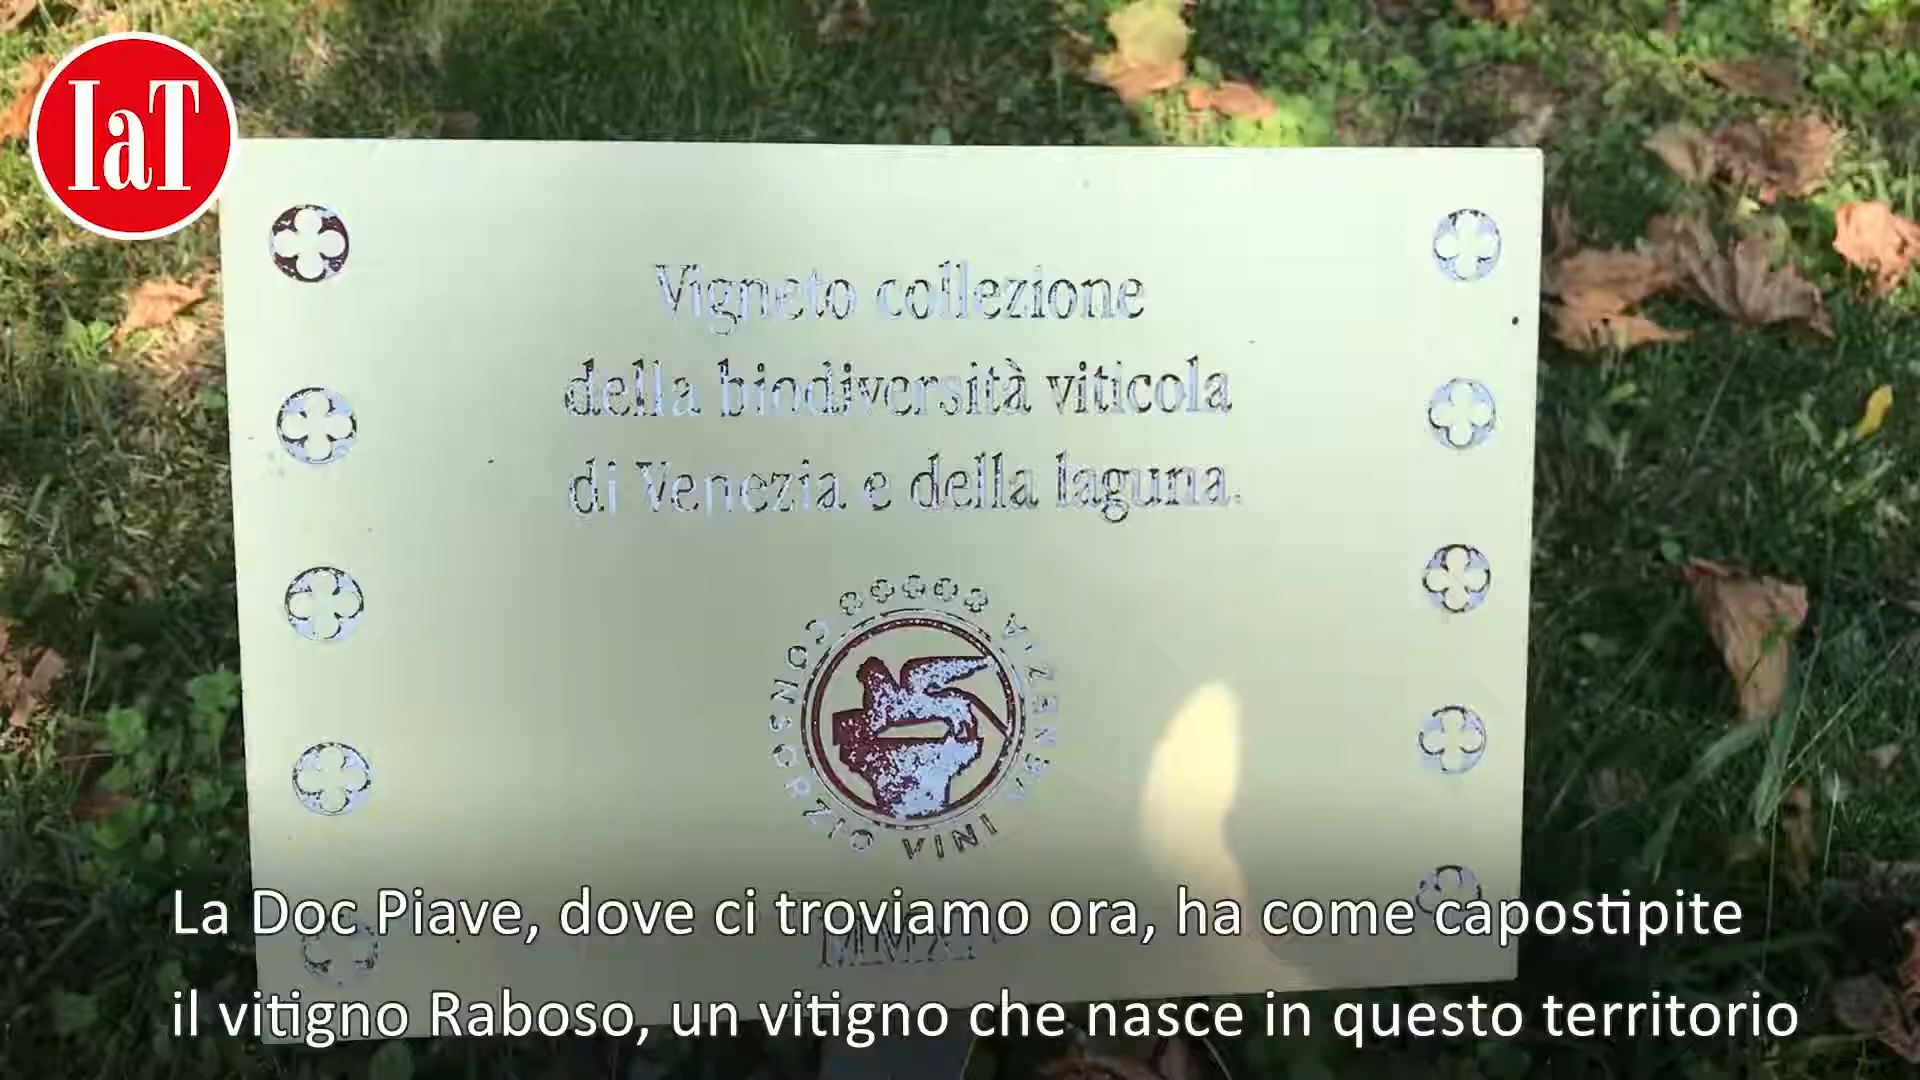 IaT
Vigneto collezione
della biodiversità viticola
di Venezia e della laguna.
CONSORZIO VINI VENEZIA
La Doc Piave, dove ci troviamo ora, ha come capostipite
il vitigno Raboso, un vitigno che nasce in questo territorio